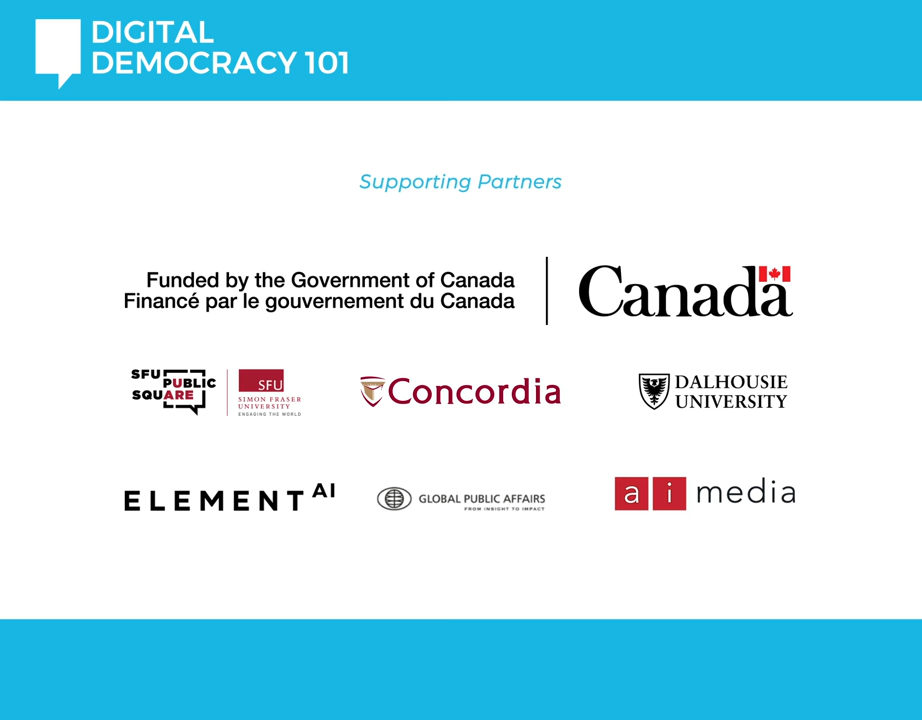 DIGITAL
DEMOCRACY 101
Supporting Partners
Funded by the Government of Canada
Financé par le gouvernement du Canada
Canada
SFU PUBLIC
SQUARE
SFU
SIMON FRASER
UNIVERSITY
ENGAGING THE WORLD
Concordia
DALHOUSIE
UNIVERSITY
ELEMENT AI
GLOBAL PUBLIC AFFAIRS
FROM INSIGHT TO IMPACT
ai media